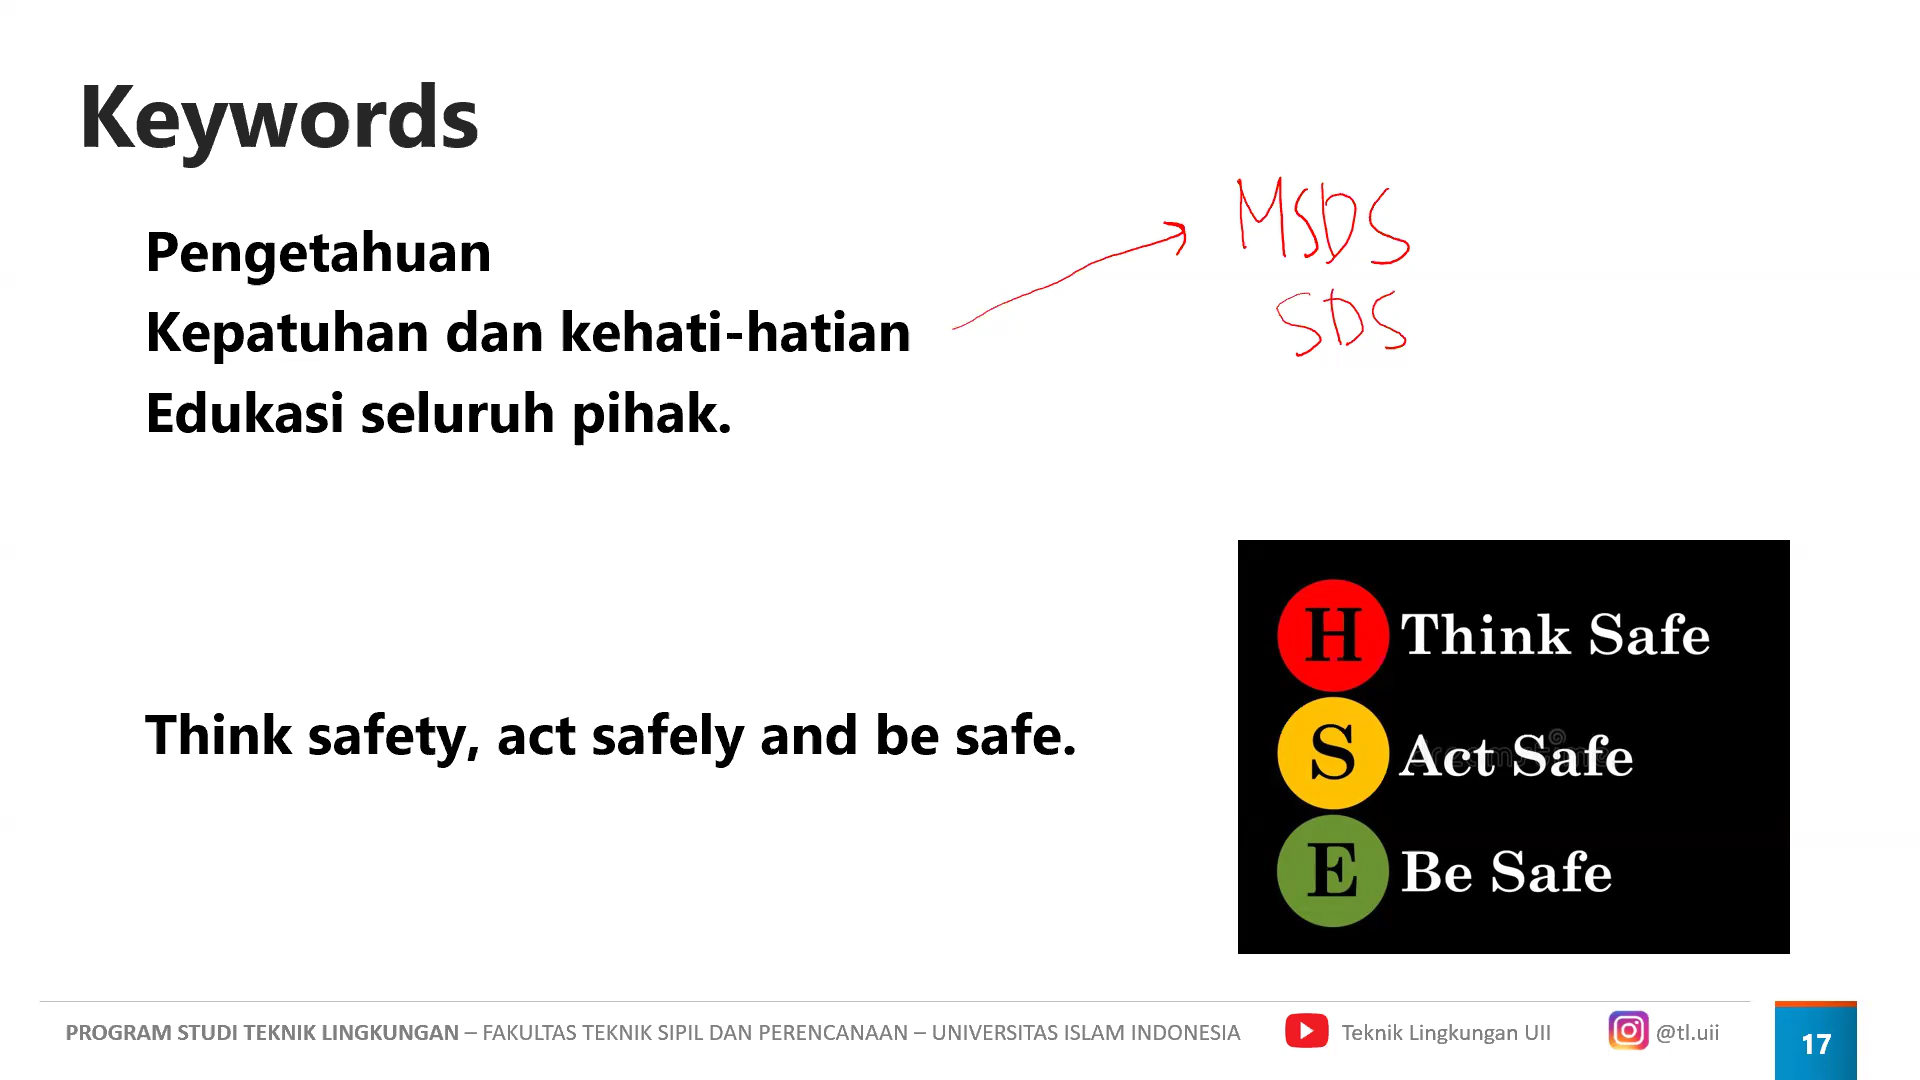 Keywords
Pengetahuan
Kepatuhan dan kehati-hatian
Edukasi seluruh pihak.
MSDS
SDS
Think safety, act safely and be safe.
H Think Safe
S Act Safe
E Be Safe
PROGRAM STUDI TEKNIK LINGKUNGAN – FAKULTAS TEKNIK SIPIL DAN PERENCANAAN – UNIVERSITAS ISLAM INDONESIA Teknik Lingkungan UII @tl.uii 17